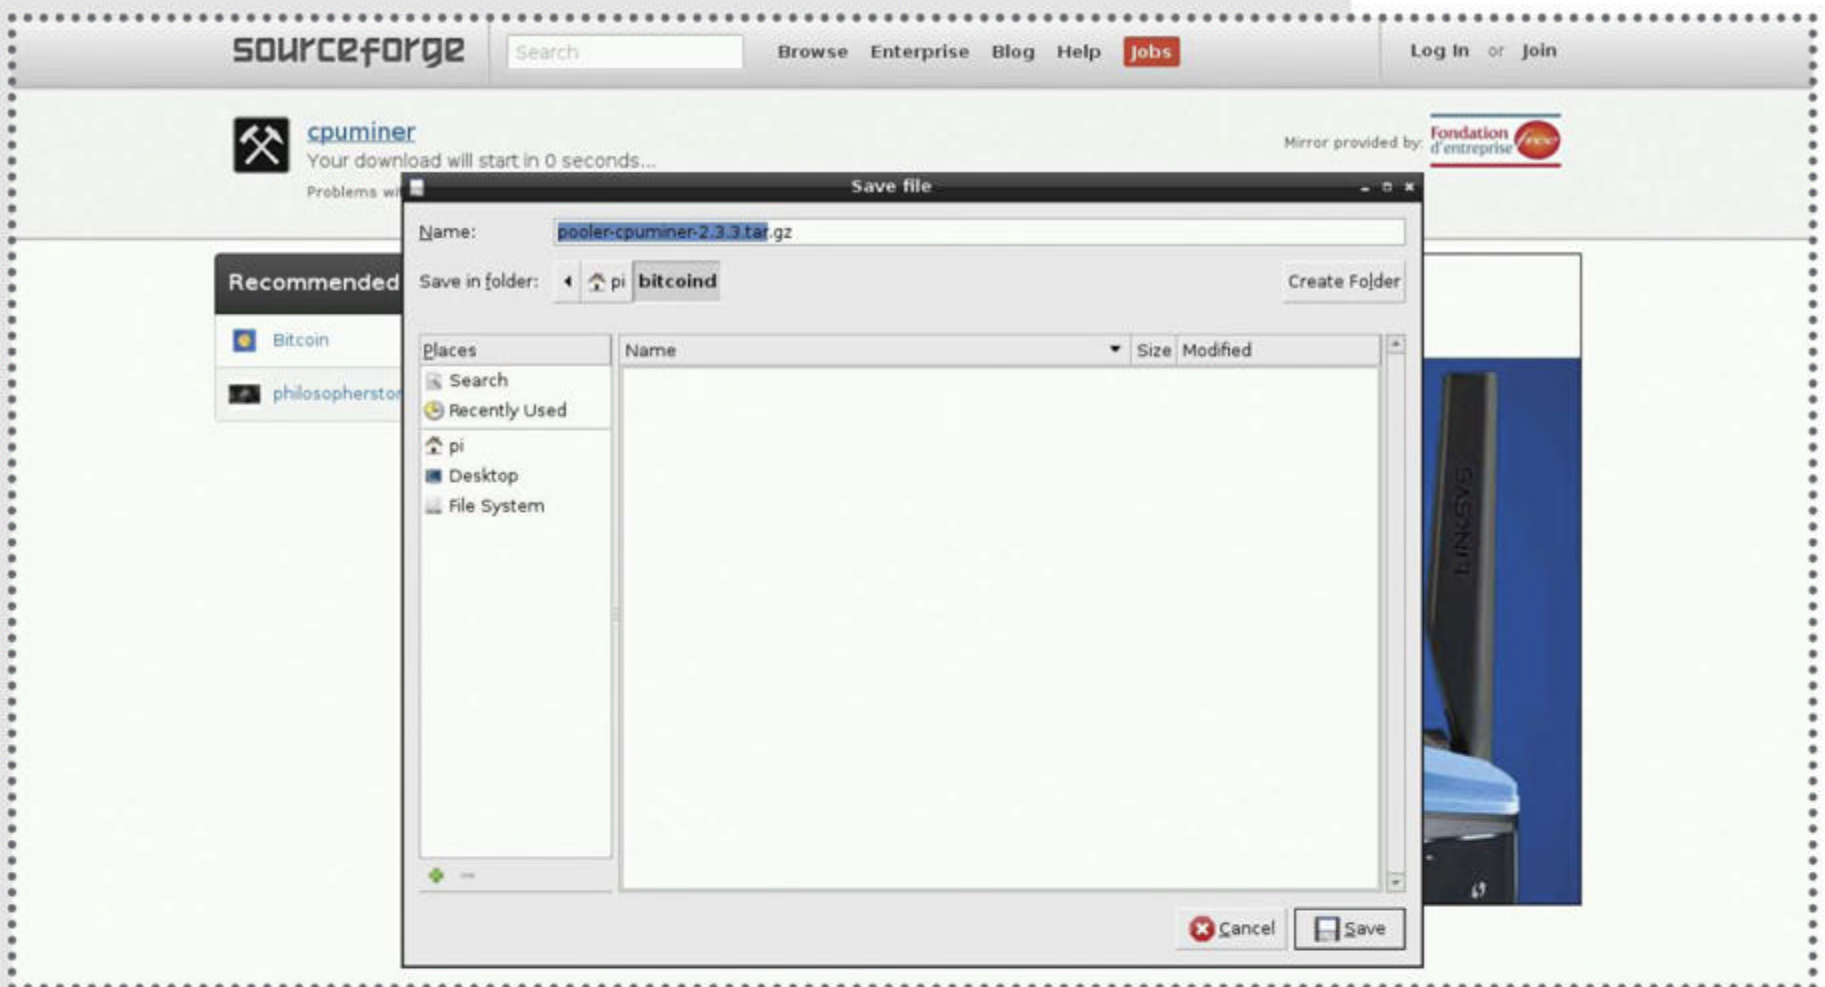 sourceforge
Search
Browse Enterprise Blog Help Jobs
Log In or Join
cpuminer
Your download will start in 0 seconds...
Problems wi
Mirror provided by:
Fondation
d'entreprise
free
Recommended
Bitcoin
philosopherston
Save file
Name: pooler-cpuminer-2.3.3.tar.gz
Save in folder: pi bitcoind
Create Folder
Places
Search
Recently Used
pi
Desktop
File System
Name Size Modified
LINKSYS
Cancel Save